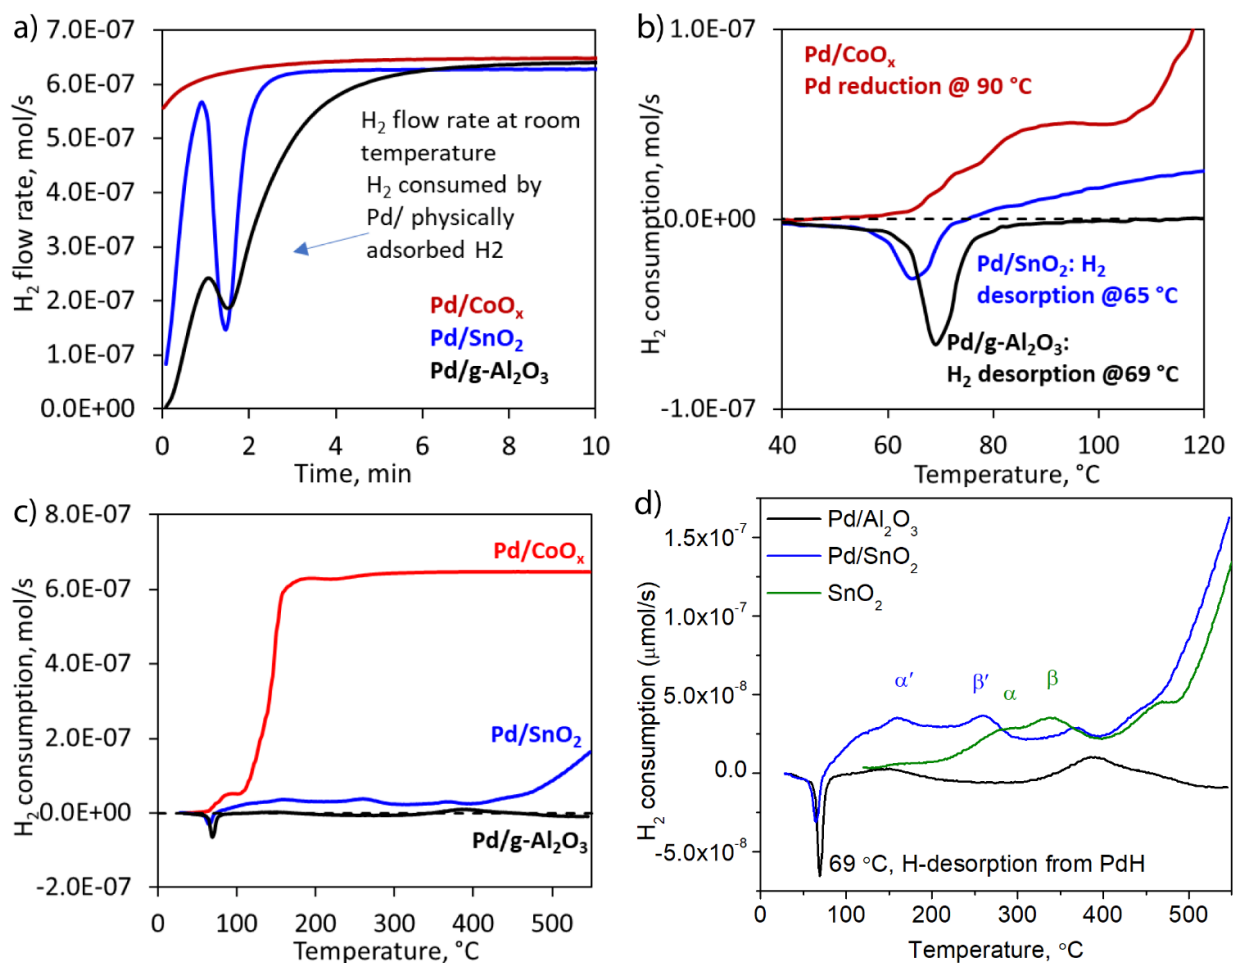 a)
7.0E-07
6.0E-07
5.0E-07
4.0E-07
3.0E-07
2.0E-07
1.0E-07
0.0E+00
H₂ flow rate, mol/s
H₂ flow rate at room
temperature
H₂ consumed by
Pd/ physically
adsorbed H2
Pd/CoOₓ
Pd/SnO₂
Pd/g-Al₂O₃
0 2 4 6 8 10
Time, min
b)
1.0E-07
0.0E+00
-1.0E-07
H₂ consumption, mol/s
Pd/CoOₓ
Pd reduction @ 90 °C
Pd/SnO₂: H₂
desorption @65 °C
Pd/g-Al₂O₃:
H₂ desorption @69 °C
40 60 80 100 120
Temperature, °C
c)
8.0E-07
6.0E-07
4.0E-07
2.0E-07
0.0E+00
-2.0E-07
H₂ consumption, mol/s
Pd/CoOₓ
Pd/SnO₂
Pd/g-Al₂O₃
0 100 200 300 400 500
Temperature, °C
d)
Pd/Al₂O₃
Pd/SnO₂
SnO₂
1.5x10⁻⁷
1.0x10⁻⁷
5.0x10⁻⁸
0.0
-5.0x10⁻⁸
H₂ consumption (μmol/s)
α' β' α β
69 °C, H-desorption from PdH
0 100 200 300 400 500
Temperature, °C